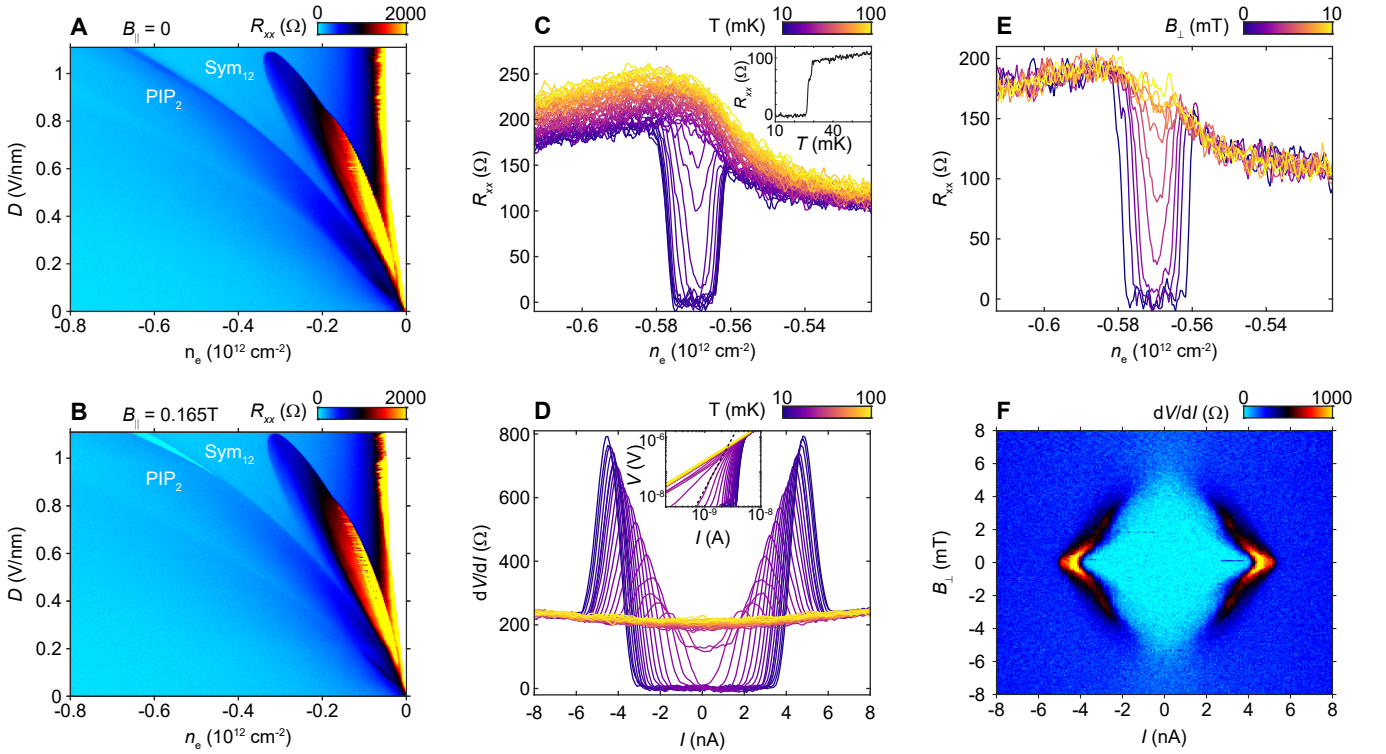 A
B∥ = 0
Rxx (Ω)
0 2000
Sym12
PIP2
D (V/nm)
1
0.8
0.6
0.4
0.2
0
-0.8 -0.6 -0.4 -0.2 0
ne (10^12 cm^-2)
C
T (mK)
10 100
Rxx (Ω)
250
200
150
100
50
0
-0.6 -0.58 -0.56 -0.54
ne (10^12 cm^-2)
Rxx (Ω)
100
0
10 40
T (mK)
E
B⊥ (mT)
0 10
Rxx (Ω)
200
150
100
50
0
-0.6 -0.58 -0.56 -0.54
ne (10^12 cm^-2)
B
B∥ = 0.165T
Rxx (Ω)
0 2000
Sym12
PIP2
D (V/nm)
1
0.8
0.6
0.4
0.2
0
-0.8 -0.6 -0.4 -0.2 0
ne (10^12 cm^-2)
D
T (mK)
10 100
dV/dI (Ω)
800
600
400
200
0
-8 -6 -4 -2 0 2 4 6 8
I (nA)
V (V)
10^-6
10^-8
10^-9 10^-8
I (A)
F
dV/dI (Ω)
0 1000
B⊥ (mT)
8
6
4
2
0
-2
-4
-6
-8
-8 -4 0 4 8
I (nA)